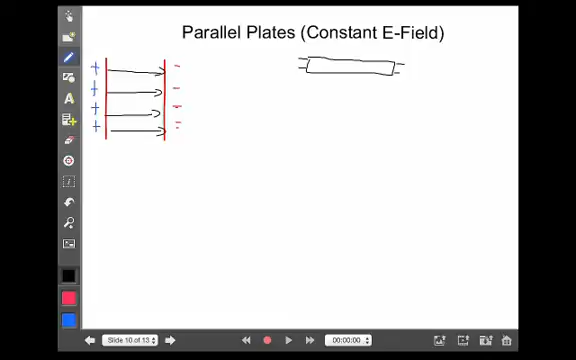 Parallel Plates (Constant E-Field)
+ -
+ -
+ -
+ -
A
Slide 10 of 13
00:00:00